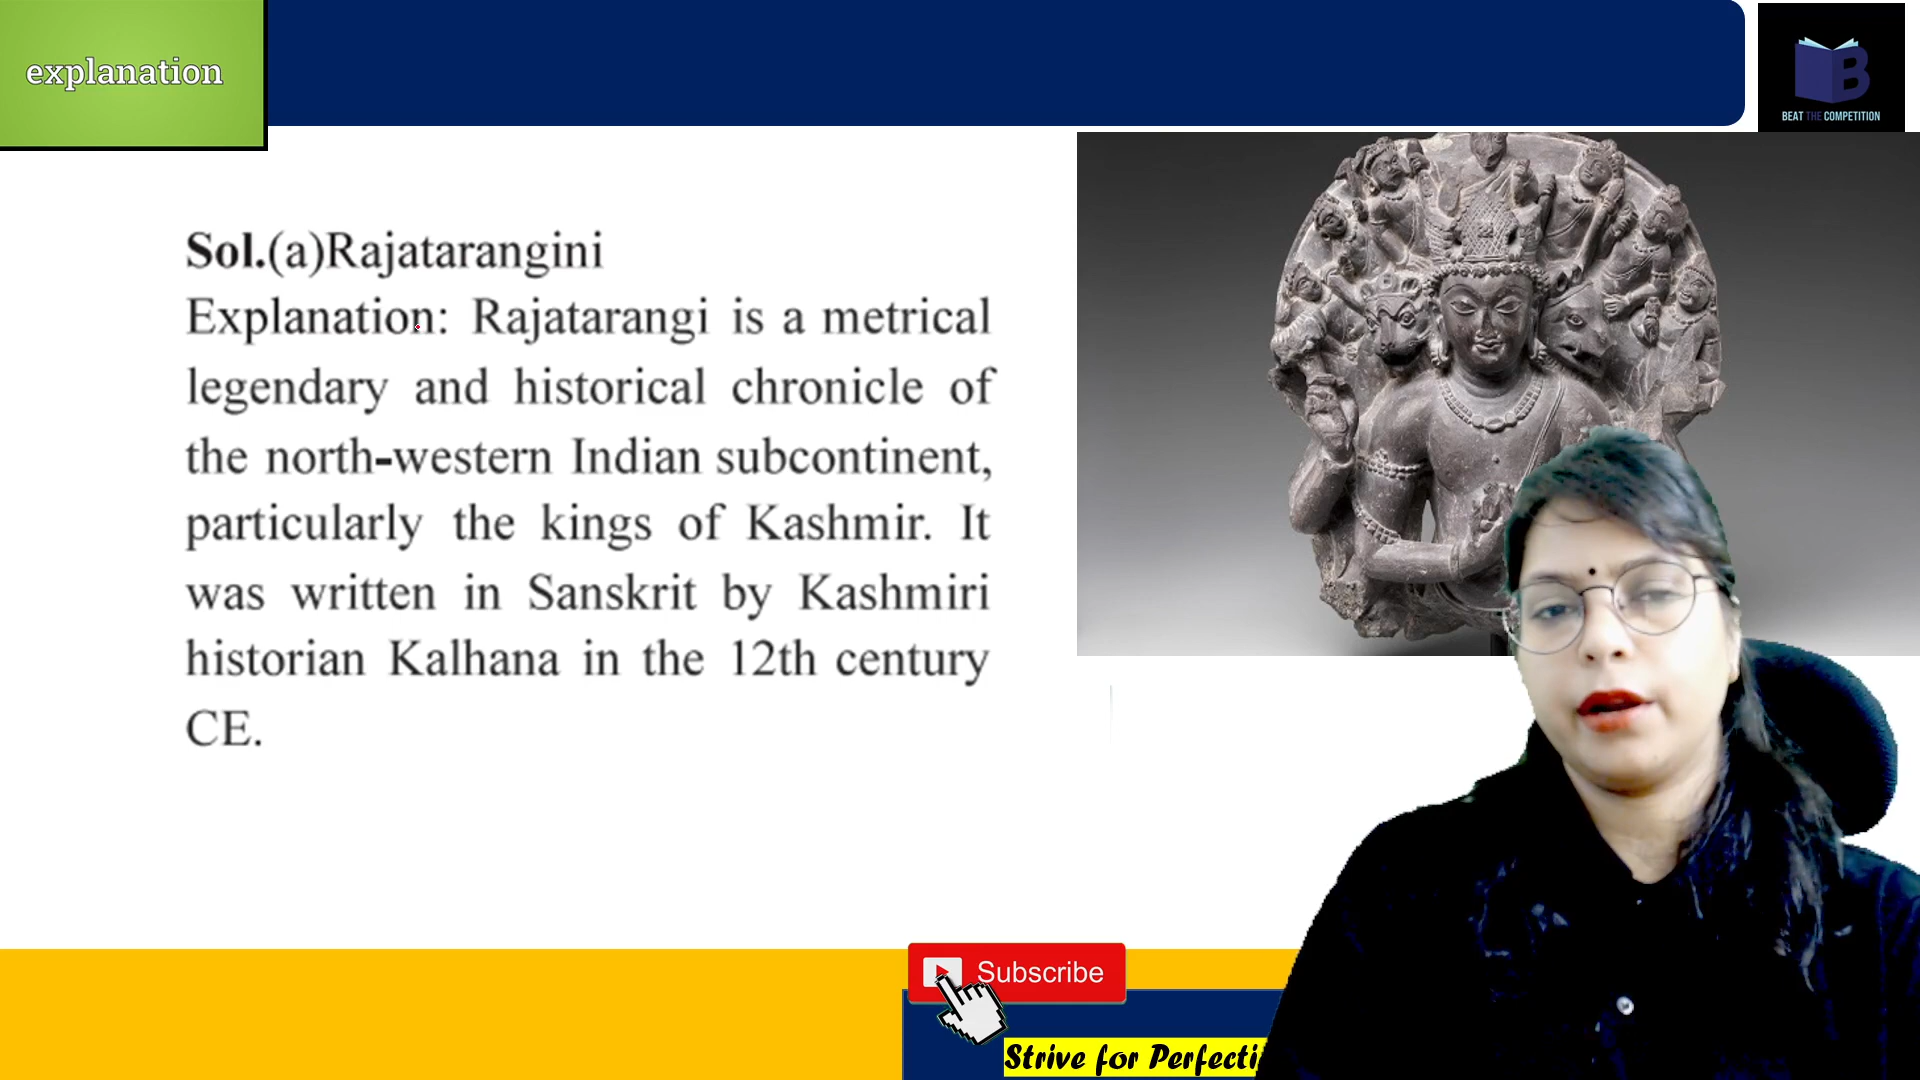 explanation
B
BEAT THE COMPETITION
Sol.(a)Rajatarangini
Explanation: Rajatarangi is a metrical
legendary and historical chronicle of
the north-western Indian subcontinent,
particularly the kings of Kashmir. It
was written in Sanskrit by Kashmiri
historian Kalhana in the 12th century
CE.
Subscribe
Strive for Perfecti